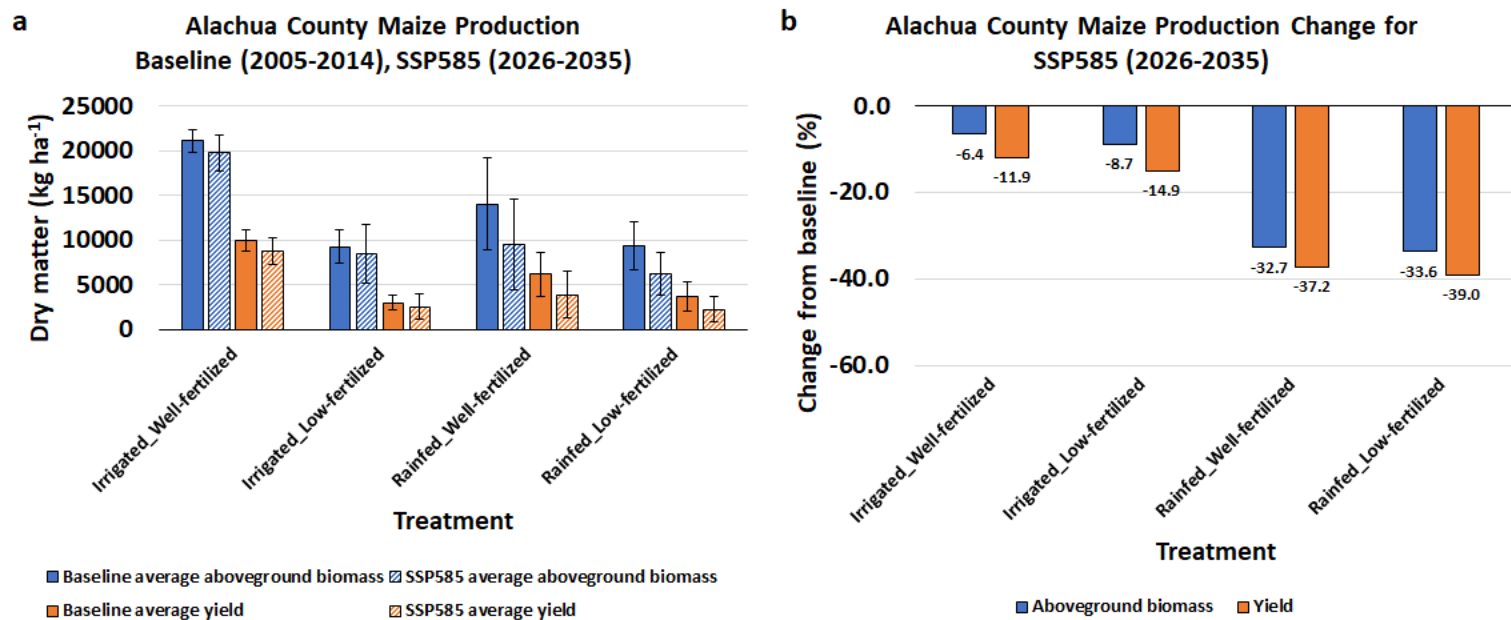 a
Alachua County Maize Production
Baseline (2005-2014), SSP585 (2026-2035)
Dry matter (kg ha⁻¹)
25000
20000
15000
10000
5000
0
Irrigated_Well-fertilized
Irrigated_Low-fertilized
Rainfed_Well-fertilized
Rainfed_Low-fertilized
Treatment
Baseline average aboveground biomass
SSP585 average aboveground biomass
Baseline average yield
SSP585 average yield
b
Alachua County Maize Production Change for
SSP585 (2026-2035)
Change from baseline (%)
0.0
-20.0
-40.0
-60.0
-6.4
-11.9
-8.7
-14.9
-32.7
-37.2
-33.6
-39.0
Irrigated_Well-fertilized
Irrigated_Low-fertilized
Rainfed_Well-fertilized
Rainfed_Low-fertilized
Treatment
Aboveground biomass
Yield